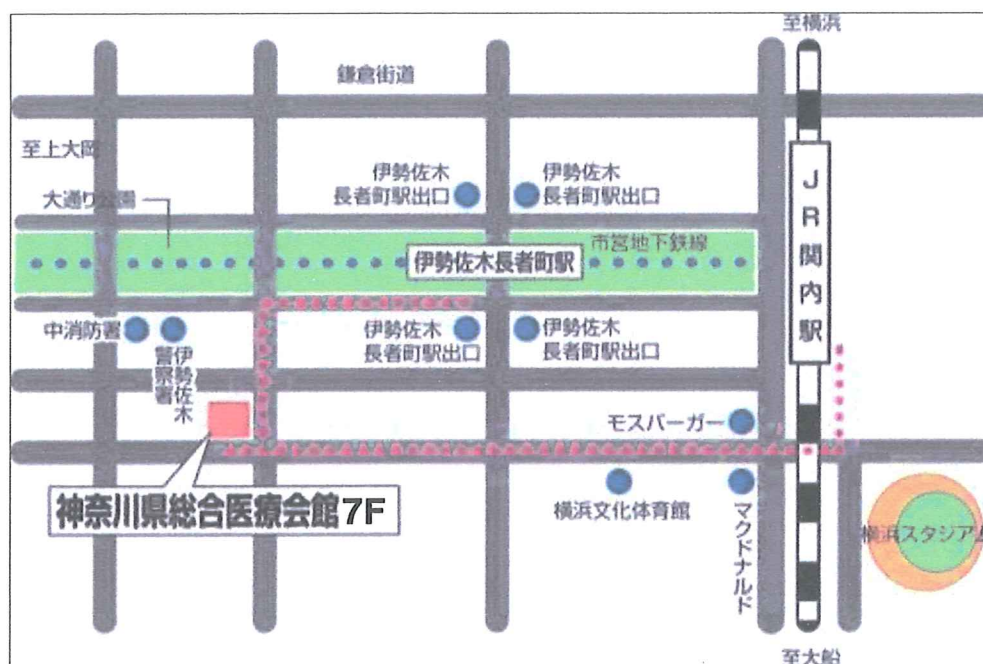 至横浜
鎌倉街道
至上大岡
大通り公園
伊勢佐木
長者町駅出口
伊勢佐木
長者町駅出口
JR関内駅
市営地下鉄線
伊勢佐木長者町駅
中消防署
伊勢佐木
警察署
伊勢佐木
長者町駅出口
伊勢佐木
長者町駅出口
モスバーガー
神奈川県総合医療会館7F
横浜文化体育館
マクドナルド
横浜スタジアム
至大船